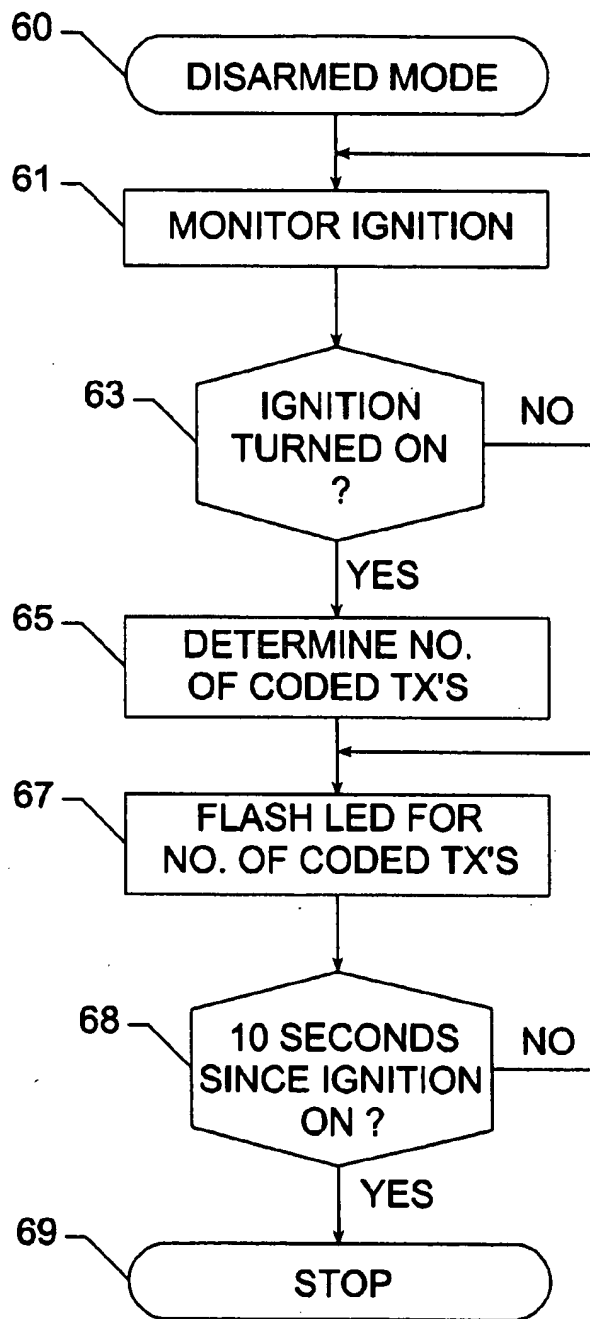 60
DISARMED MODE
61
MONITOR IGNITION
63
IGNITION
TURNED ON
?
NO
YES
65
DETERMINE NO.
OF CODED TX'S
67
FLASH LED FOR
NO. OF CODED TX'S
68
10 SECONDS
SINCE IGNITION
ON ?
NO
YES
69
STOP